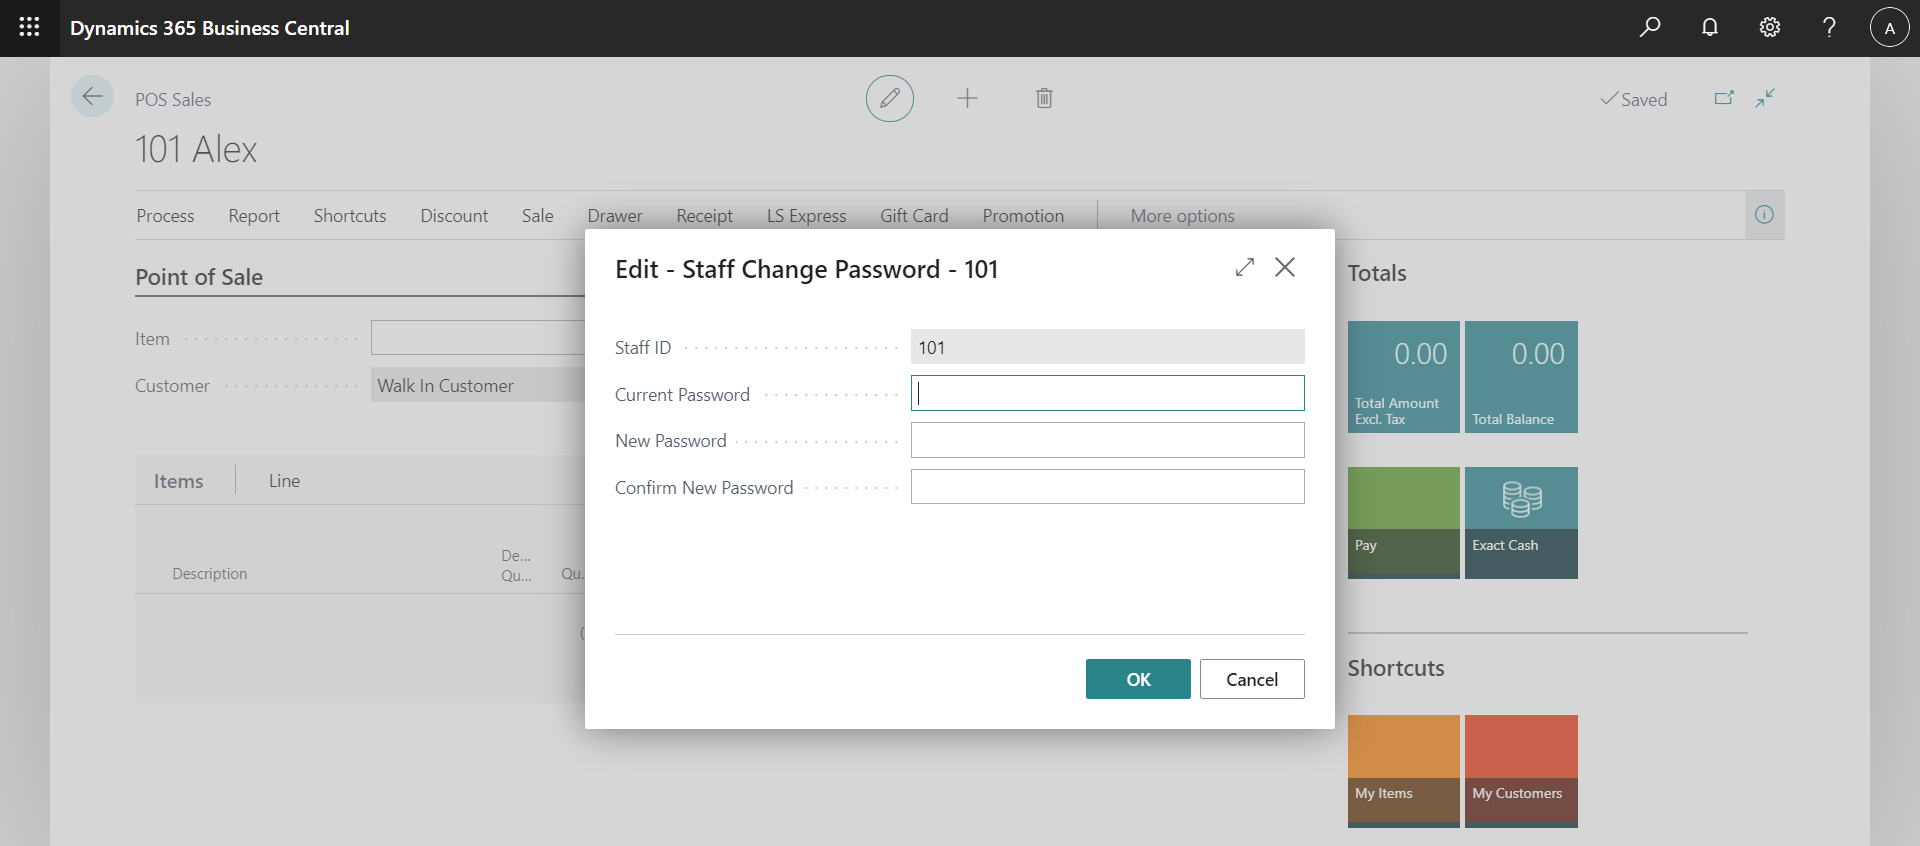 Dynamics 365 Business Central
A
POS Sales
Saved
101 Alex
Process Report Shortcuts Discount Sale Drawer Receipt LS Express Gift Card Promotion More options
Point of Sale
Item
Customer Walk In Customer
Items Line
Description
De...
Qu...
Qu...
Edit - Staff Change Password - 101
Staff ID 101
Current Password
New Password
Confirm New Password
OK Cancel
Totals
0.00
Total Amount
Excl. Tax
0.00
Total Balance
Pay
Exact Cash
Shortcuts
My Items
My Customers